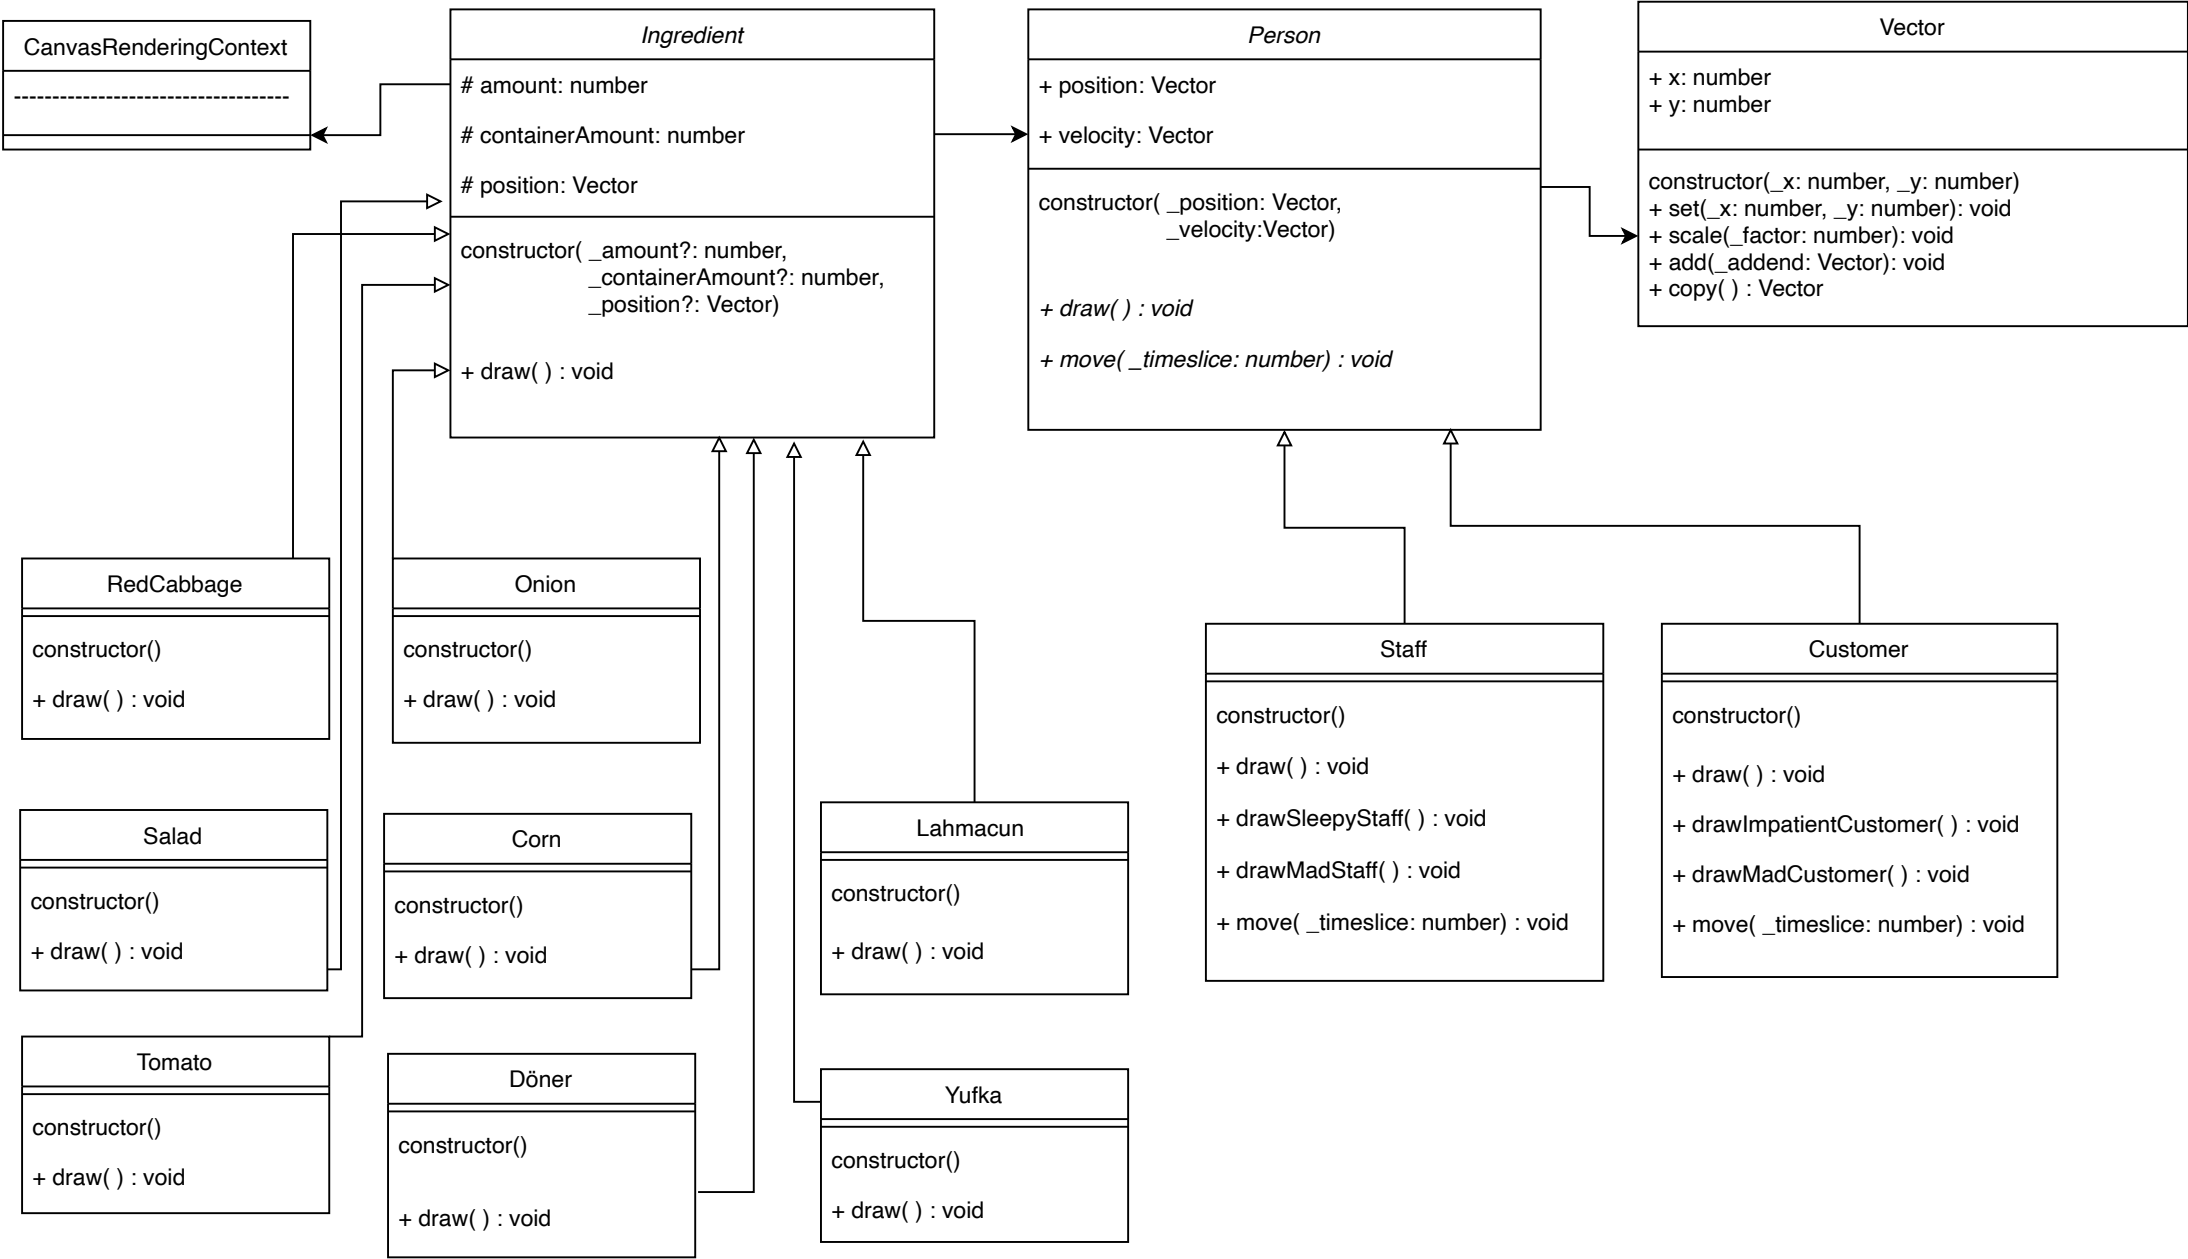 CanvasRenderingContext
------------------------------------
Ingredient
# amount: number
# containerAmount: number
# position: Vector
constructor( _amount?: number,
_containerAmount?: number,
_position?: Vector)
+ draw( ) : void
Person
+ position: Vector
+ velocity: Vector
constructor( _position: Vector,
_velocity:Vector)
+ draw( ) : void
+ move( _timeslice: number) : void
Vector
+ x: number
+ y: number
constructor(_x: number, _y: number)
+ set(_x: number, _y: number): void
+ scale(_factor: number): void
+ add(_addend: Vector): void
+ copy( ) : Vector
RedCabbage
constructor()
+ draw( ) : void
Onion
constructor()
+ draw( ) : void
Staff
constructor()
+ draw( ) : void
+ drawSleepyStaff( ) : void
+ drawMadStaff( ) : void
+ move( _timeslice: number) : void
Customer
constructor()
+ draw( ) : void
+ drawImpatientCustomer( ) : void
+ drawMadCustomer( ) : void
+ move( _timeslice: number) : void
Salad
constructor()
+ draw( ) : void
Corn
constructor()
+ draw( ) : void
Lahmacun
constructor()
+ draw( ) : void
Tomato
constructor()
+ draw( ) : void
Döner
constructor()
+ draw( ) : void
Yufka
constructor()
+ draw( ) : void